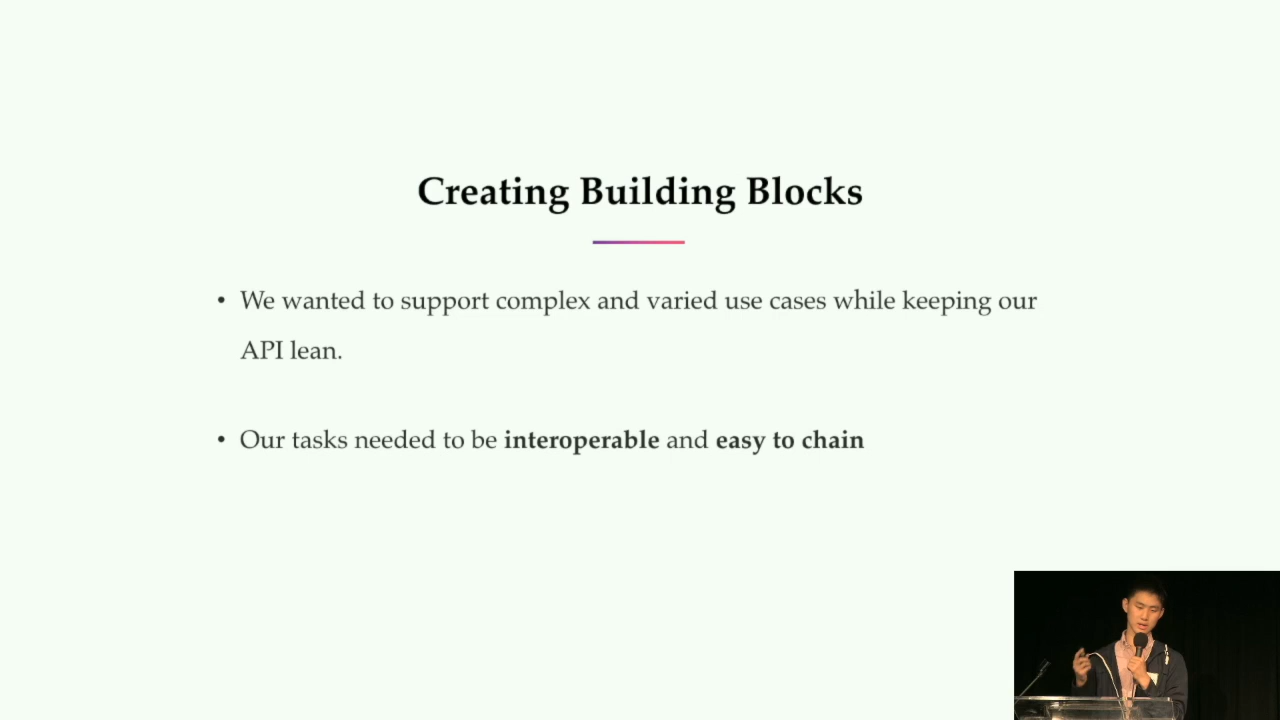 Creating Building Blocks
• We wanted to support complex and varied use cases while keeping our
API lean.
• Our tasks needed to be interoperable and easy to chain